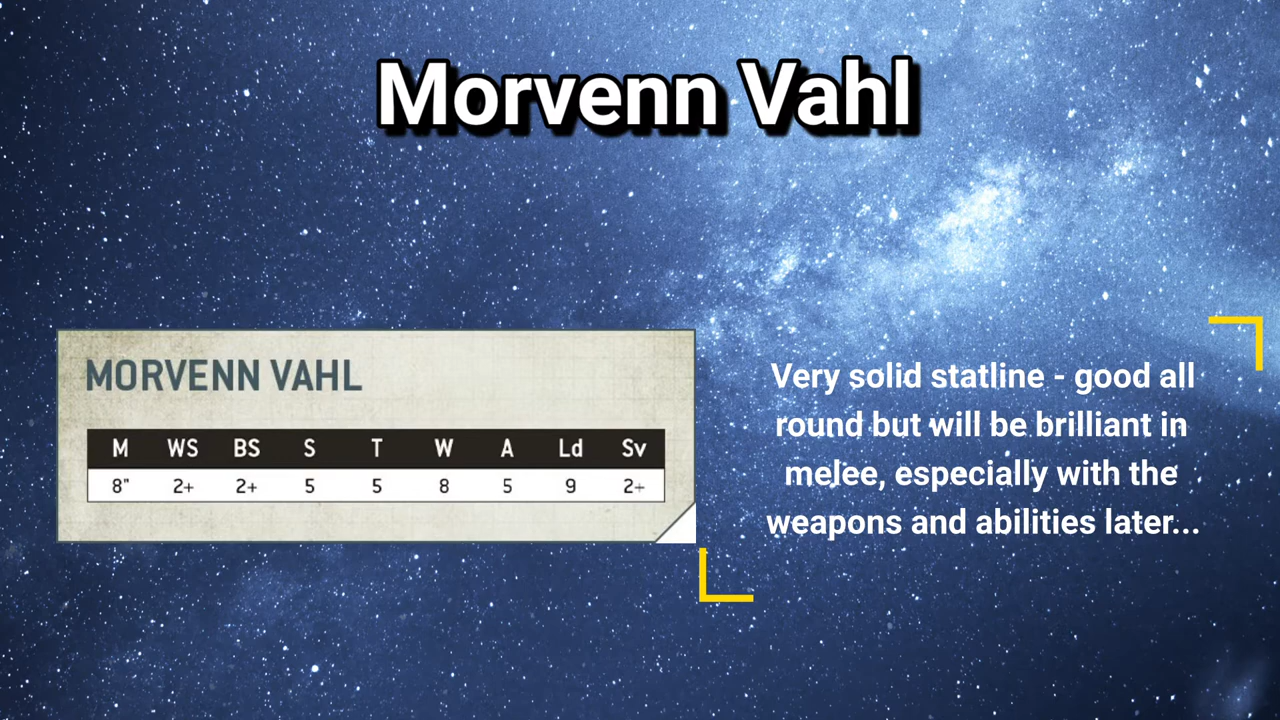 Morvenn Vahl
MORVENN VAHL
M WS BS S T W A Ld Sv
8" 2+ 2+ 5 5 8 5 9 2+
Very solid statline - good all
round but will be brilliant in
melee, especially with the
weapons and abilities later...